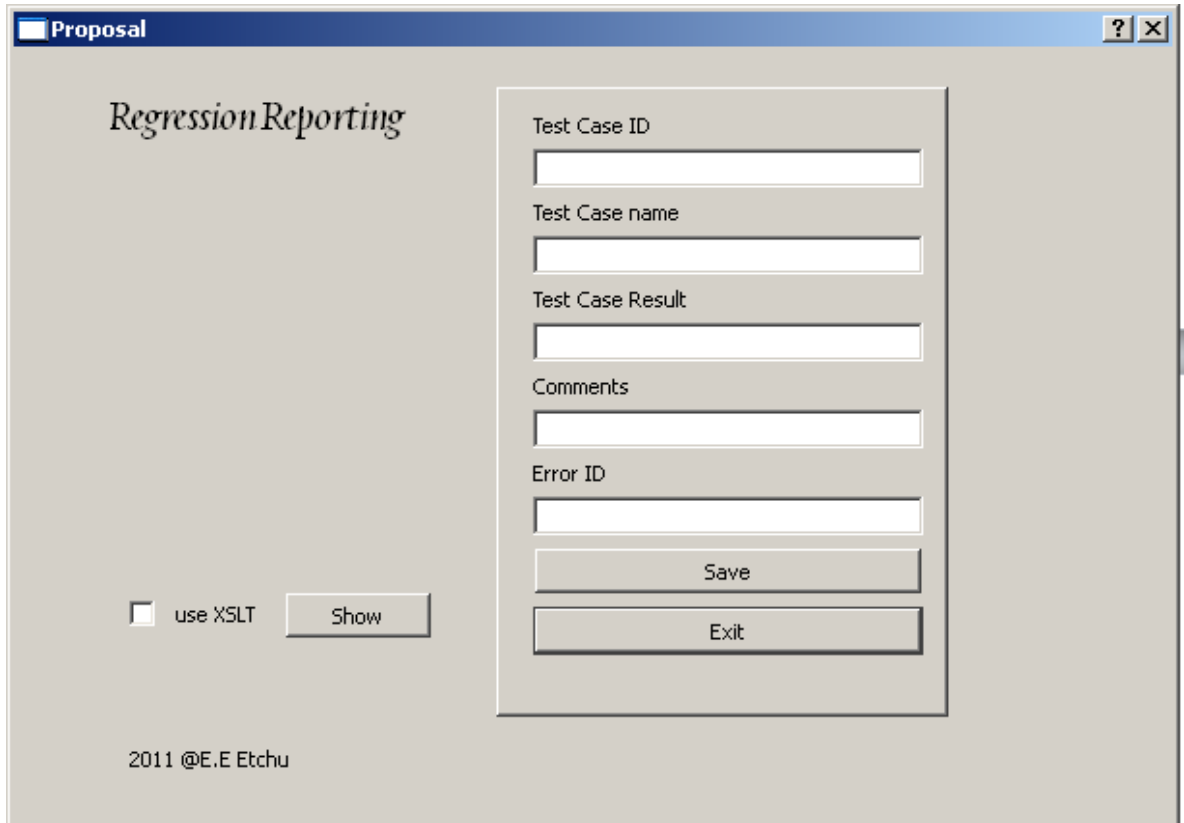 Proposal
Regression Reporting
Test Case ID
Test Case name
Test Case Result
Comments
Error ID
Save
Exit
use XSLT
Show
2011 @E.E Etchu